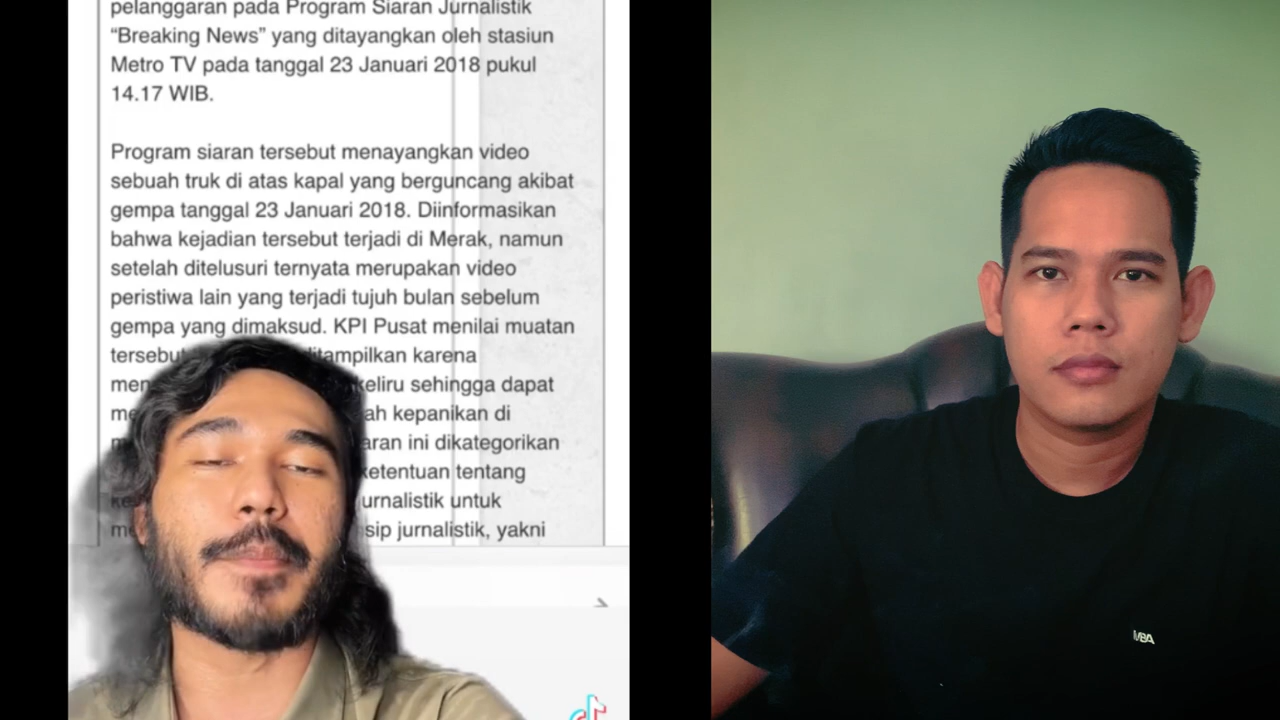 pelanggaran pada Program Siaran Jurnalistik
“Breaking News” yang ditayangkan oleh stasiun
Metro TV pada tanggal 23 Januari 2018 pukul
14.17 WIB.
Program siaran tersebut menayangkan video
sebuah truk di atas kapal yang berguncang akibat
gempa tanggal 23 Januari 2018. Diinformasikan
bahwa kejadian tersebut terjadi di Merak, namun
setelah ditelusuri ternyata merupakan video
peristiwa lain yang terjadi tujuh bulan sebelum
gempa yang dimaksud. KPI Pusat menilai muatan
tersebut ditampilkan karena
keliru sehingga dapat
kepanikan di
ini dikategorikan
ketentuan tentang
jurnalistik untuk
jurnalistik, yakni